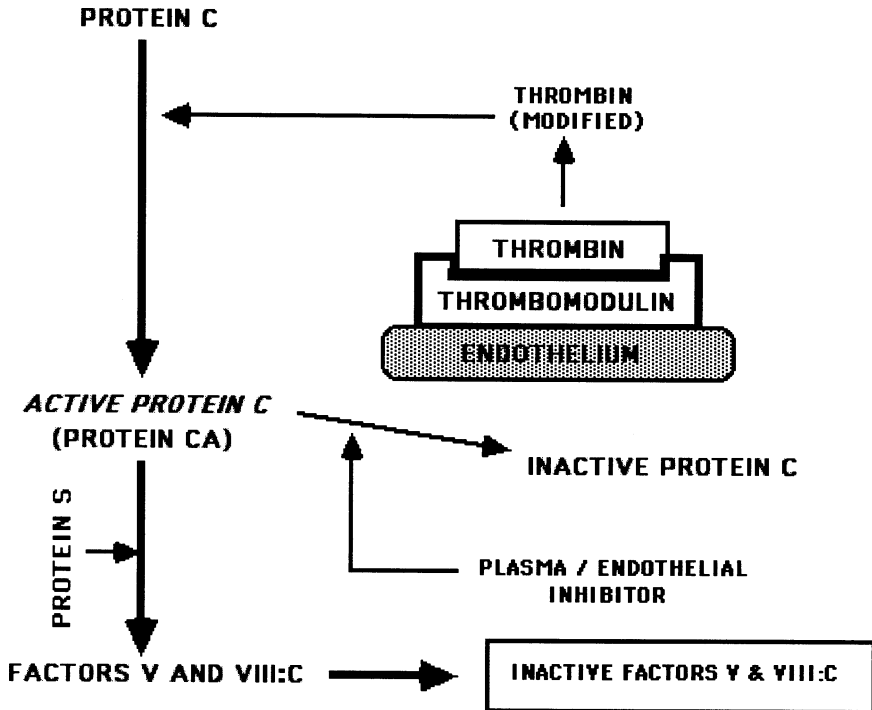 PROTEIN C
THROMBIN
(MODIFIED)
THROMBIN
THROMBOMODULIN
ENDOTHELIUM
ACTIVE PROTEIN C
(PROTEIN CA)
INACTIVE PROTEIN C
PROTEIN S
PLASMA / ENDOTHELIAL
INHIBITOR
FACTORS V AND VIII:C
INACTIVE FACTORS V & VIII:C